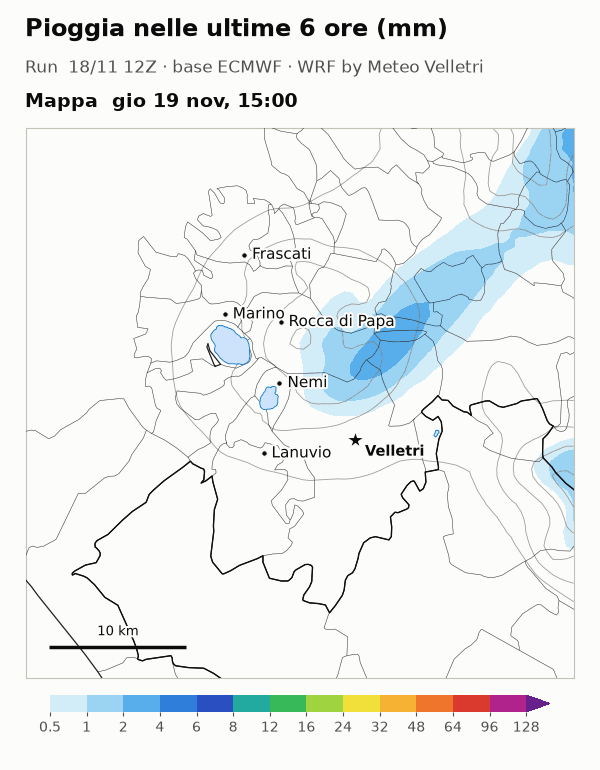 Pioggia nelle ultime 6 ore (mm)
Run  18/11 12Z · base ECMWF · WRF by Meteo Velletri
Mappa  gio 19 nov, 15:00
Frascati
Marino
Rocca di Papa
Nemi
Velletri
Lanuvio
10 km
0.5 1 2 4 6 8 12 16 24 32 48 64 96 128